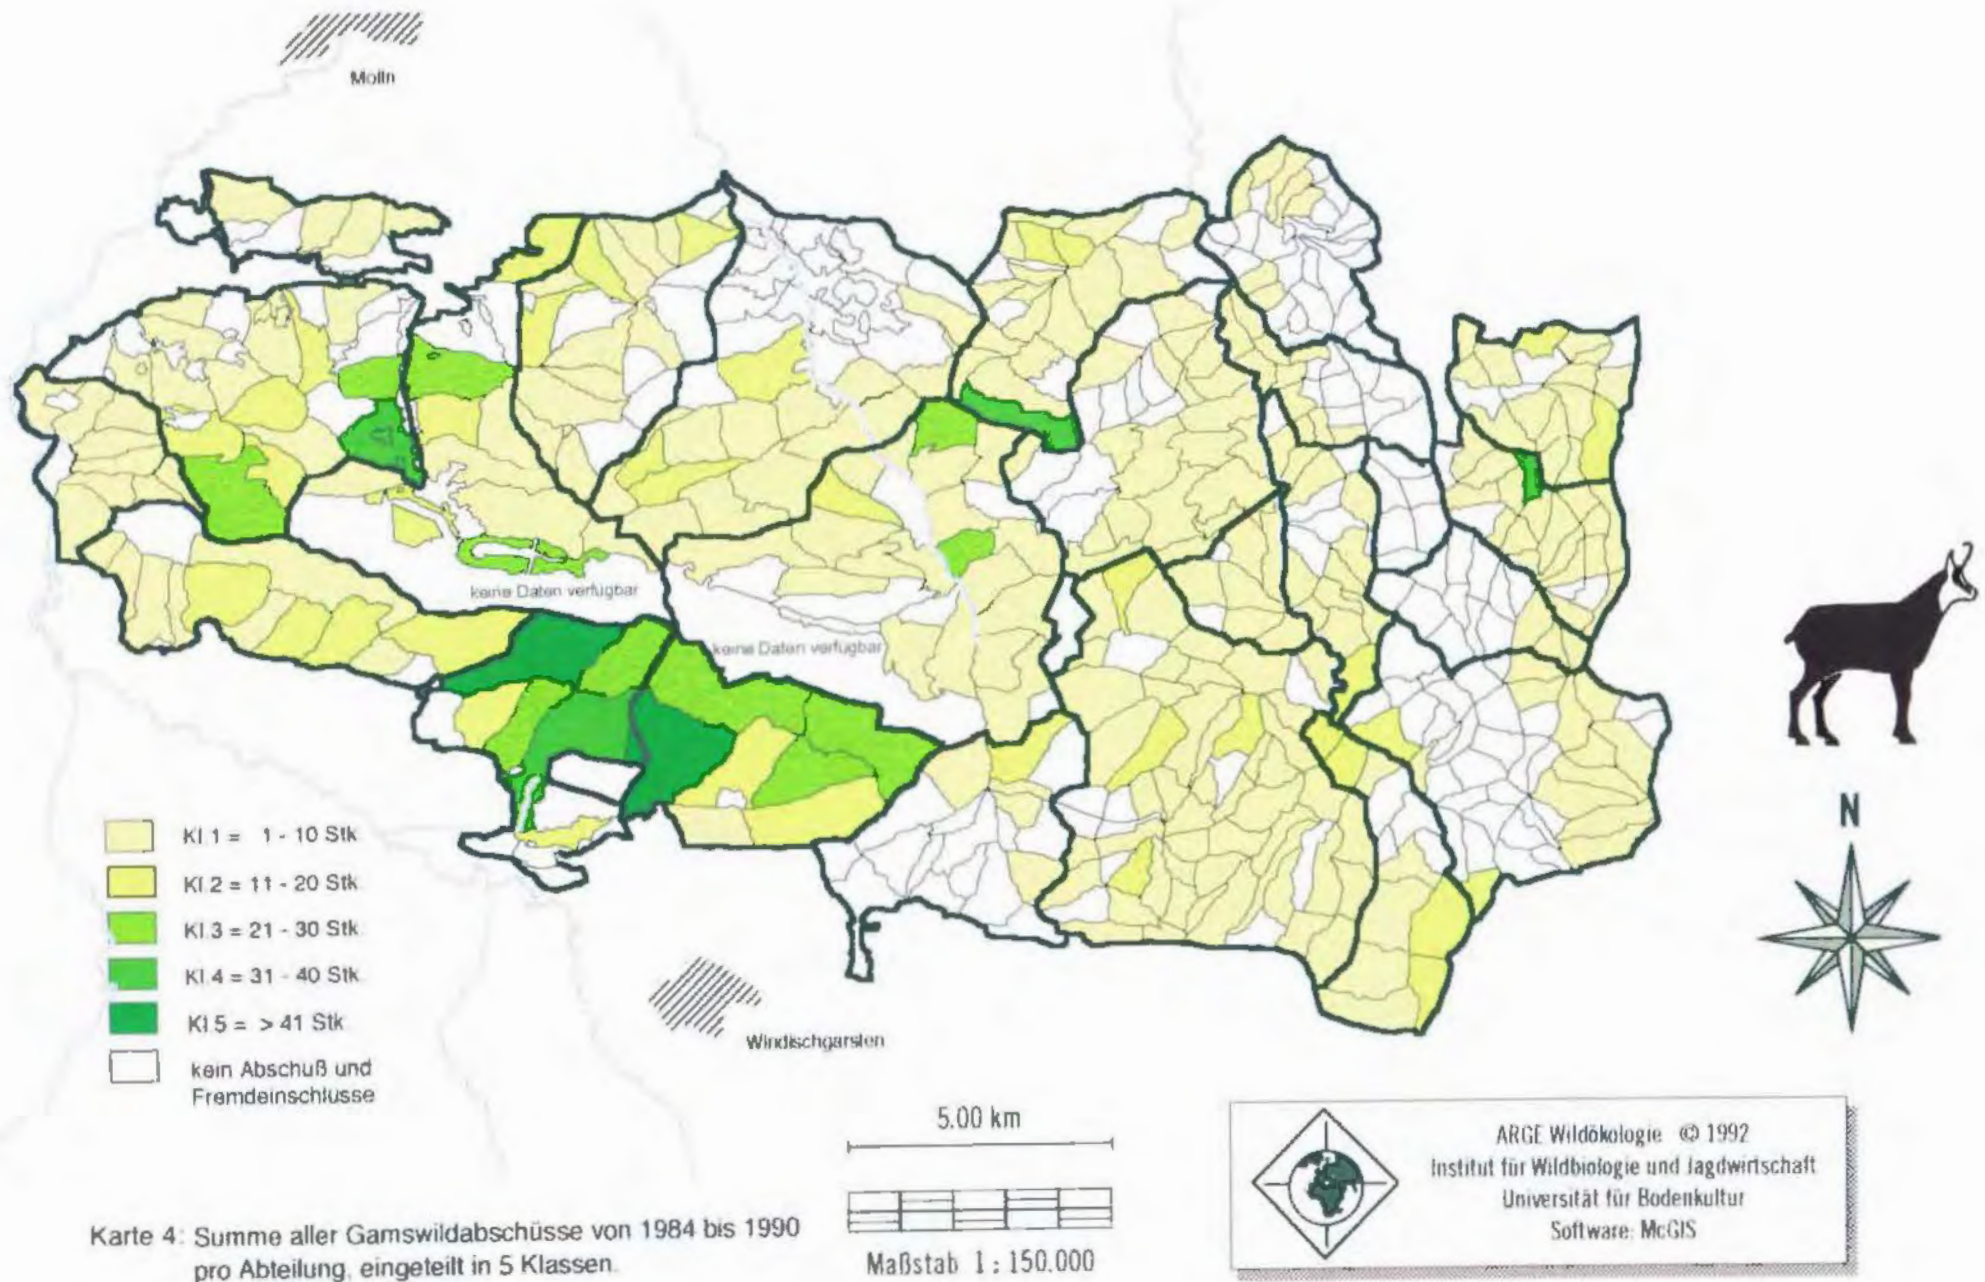 Molln
keine Daten verfügbar
keine Daten verfügbar
Kl 1 = 1 - 10 Stk
Kl.2 = 11 - 20 Stk.
Kl.3 = 21 - 30 Stk.
Kl.4 = 31 - 40 Stk.
Kl.5 = > 41 Stk.
kein Abschuß und
Fremdeinschlüsse
Windischgarsten
N
5.00 km
Maßstab 1 : 150.000
ARGE Wildökologie © 1992
Institut für Wildbiologie und Jagdwirtschaft
Universität für Bodenkultur
Software: McGIS
Karte 4: Summe aller Gamswildabschüsse von 1984 bis 1990
pro Abteilung, eingeteilt in 5 Klassen.